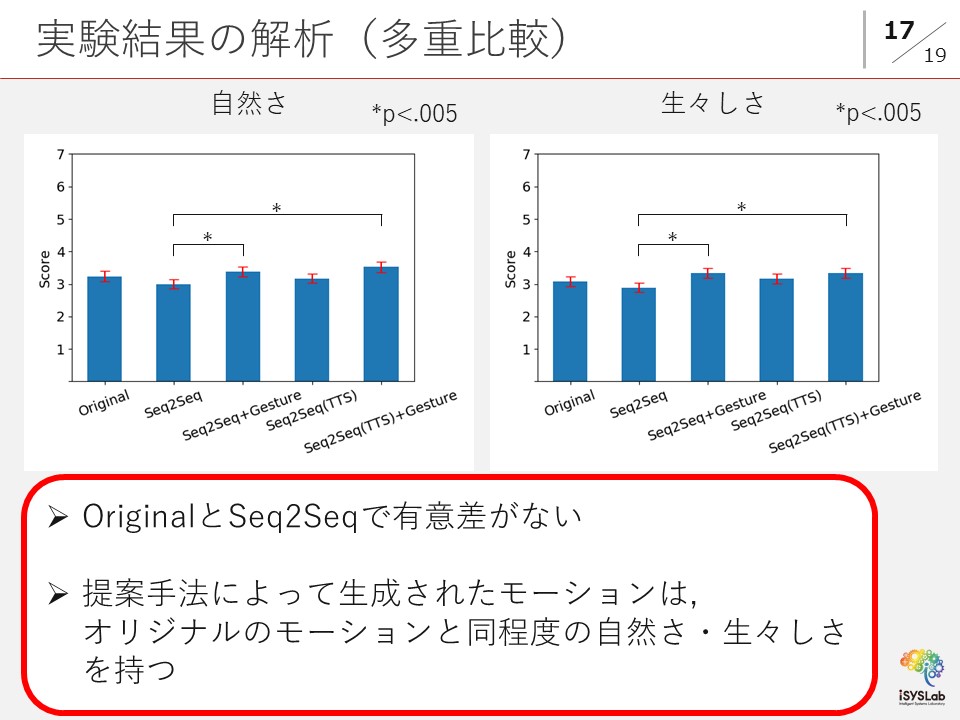 実験結果の解析（多重比較）
17
19
自然さ
*p<.005
7
6
5
4
3
2
1
Score
*
*
Original
Seq2Seq
Seq2Seq+Gesture
Seq2Seq(TTS)
Seq2Seq(TTS)+Gesture
生々しさ
*p<.005
7
6
5
4
3
2
1
Score
*
*
Original
Seq2Seq
Seq2Seq+Gesture
Seq2Seq(TTS)
Seq2Seq(TTS)+Gesture
OriginalとSeq2Seqで有意差がない
提案手法によって生成されたモーションは,
オリジナルのモーションと同程度の自然さ・生々しさ
を持つ
iSYSLab
Intelligent Systems Laboratory